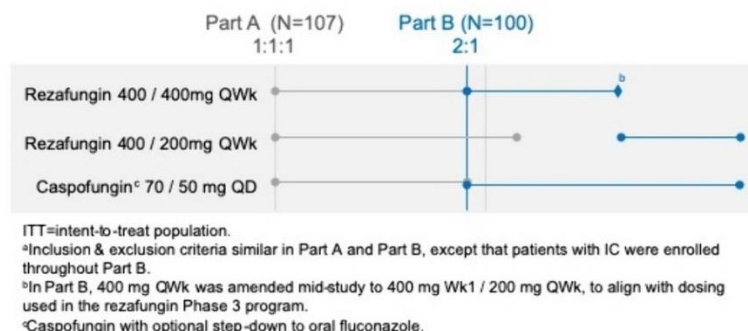 Part A (N=107) Part B (N=100)
1:1:1 2:1
b
Rezafungin 400 / 400mg QWk
Rezafungin 400 / 200mg QWk
Caspofunginᶜ 70 / 50 mg QD
ITT=intent-to-treat population.
ᵃInclusion & exclusion criteria similar in Part A and Part B, except that patients with IC were enrolled
throughout Part B.
ᵇIn Part B, 400 mg QWk was amended mid-study to 400 mg Wk1 / 200 mg QWk, to align with dosing
used in the rezafungin Phase 3 program.
ᶜCaspofungin with optional step-down to oral fluconazole.